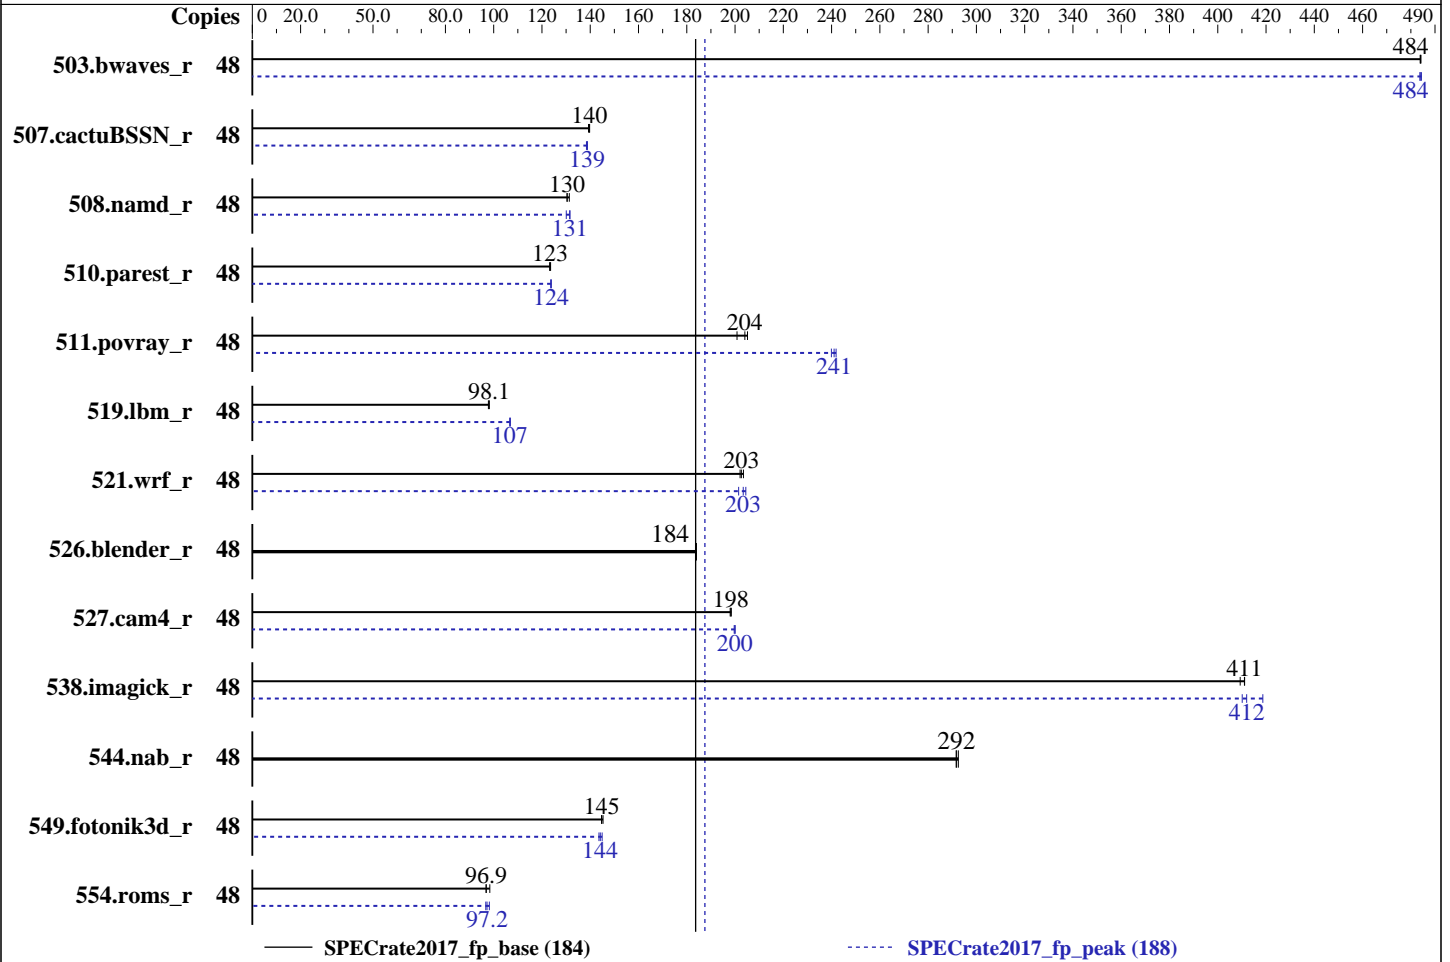 Copies 0 20.0 50.0 80.0 100 120 140 160 180 200 220 240 260 280 300 320 340 360 380 400 420 440 460 490
484
503.bwaves_r 48
484
140
507.cactuBSSN_r 48
139
130
508.namd_r 48
131
123
510.parest_r 48
124
204
511.povray_r 48
241
98.1
519.lbm_r 48
107
203
521.wrf_r 48
203
184
526.blender_r 48
198
527.cam4_r 48
200
411
538.imagick_r 48
412
292
544.nab_r 48
145
549.fotonik3d_r 48
144
96.9
554.roms_r 48
97.2
SPECrate2017_fp_base (184) SPECrate2017_fp_peak (188)